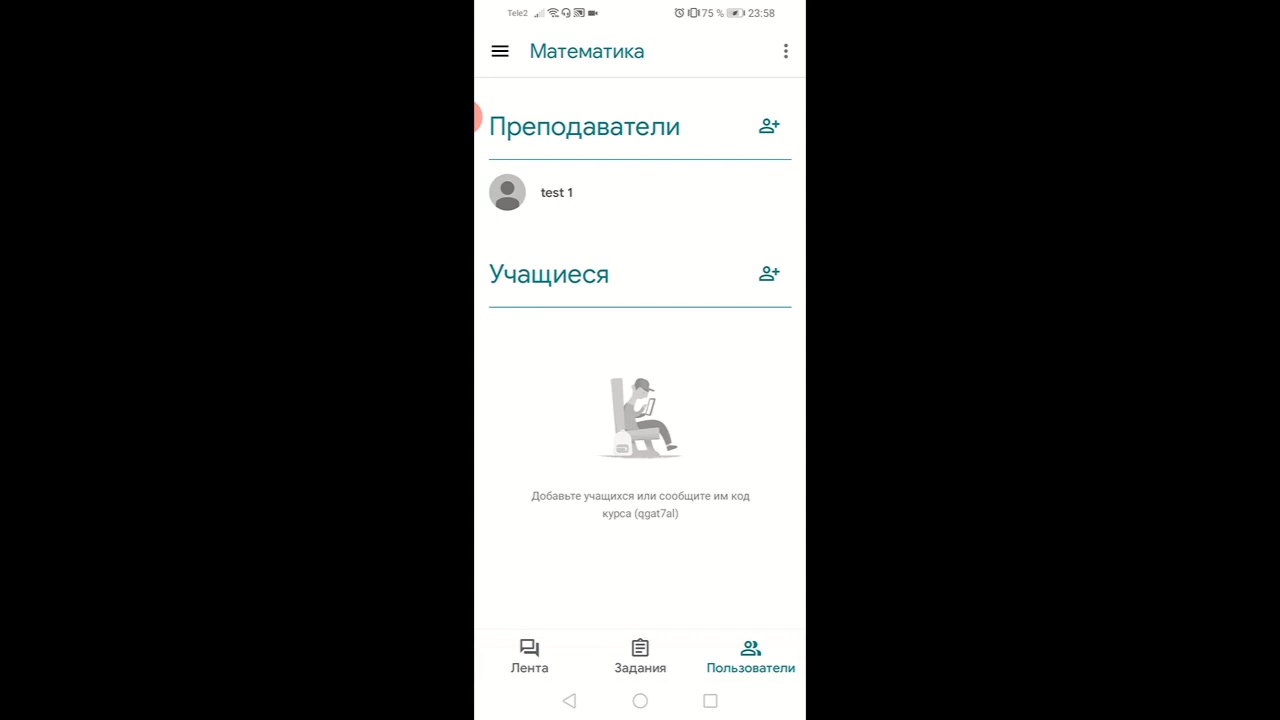 Tele2 75 % 23:58
Математика
Преподаватели
test 1
Учащиеся
Добавьте учащихся или сообщите им код
курса (qgat7al)
Лента Задания Пользователи